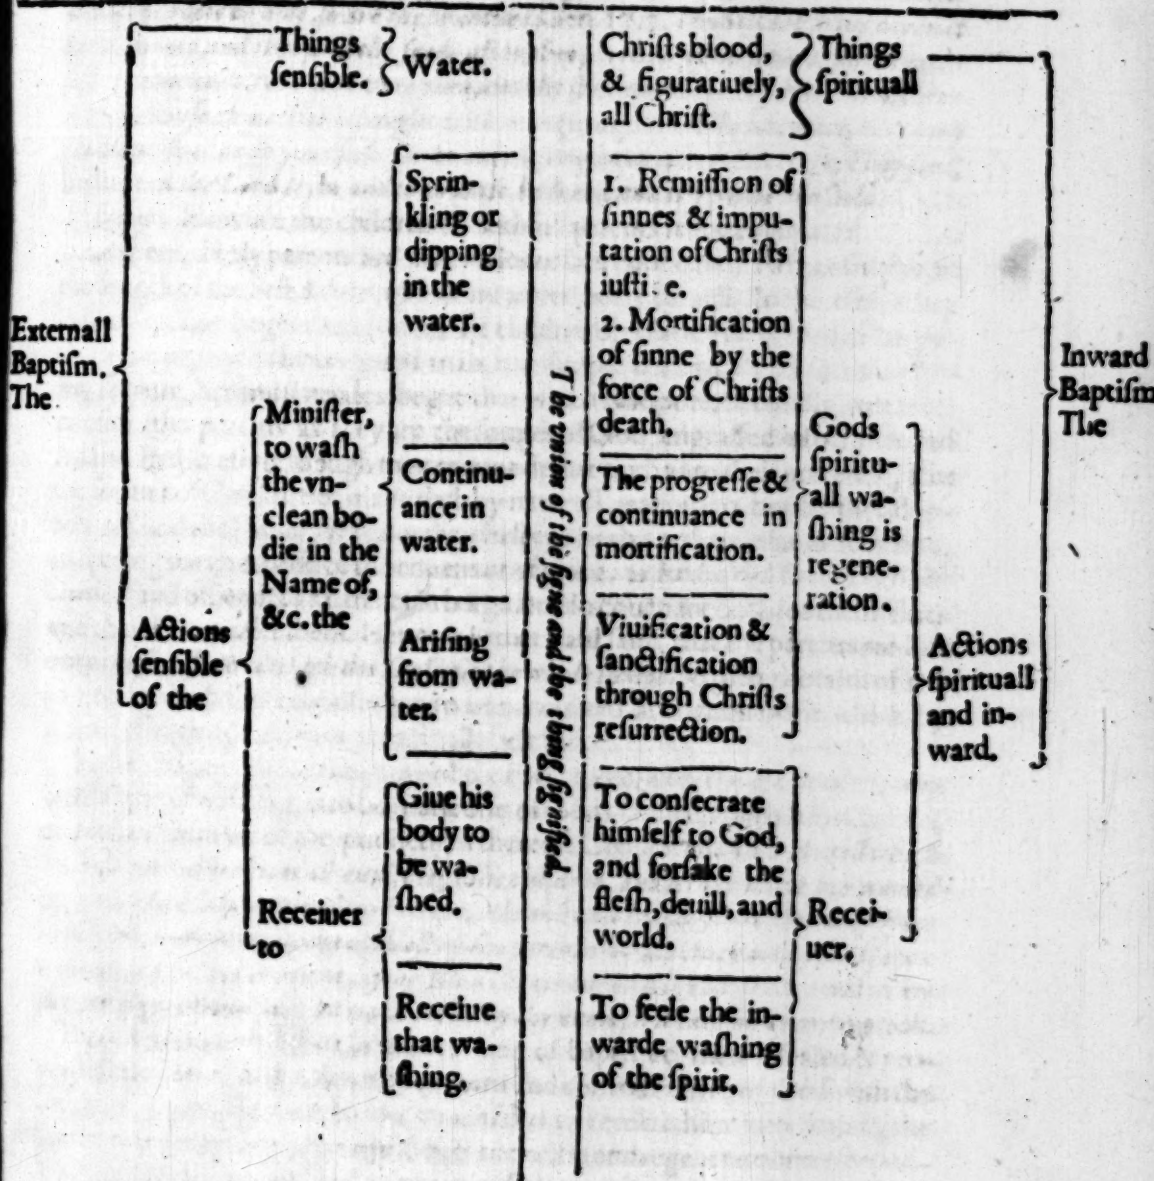 Externall
Baptiſm.
The
Things
ſenſible.
Water.
Actions
ſenſible
of the
Miniſter,
to waſh
the vn-
clean bo-
die in the
Name of,
&c. the
Sprin-
kling or
dipping
in the
water.
Continu-
ance in
water.
Ariſing
from wa-
ter.
Receiuer
to
Giue his
body to
be wa-
ſhed.
Receiue
that wa-
ſhing.
The vnion of the ſigne and the thing ſignified.
Chriſts blood,
& figuratiuely,
all Chriſt.
Things
ſpirituall
1. Remiſſion of
ſinnes & impu-
tation of Chriſts
iuſti e.
2. Mortification
of ſinne by the
force of Chriſts
death.
The progreſſe &
continuance in
mortification.
Viuification &
ſanctification
through Chriſts
reſurrection.
Gods
ſpiritu-
all wa-
ſhing is
regene-
ration.
To conſecrate
himſelf to God,
and forſake the
fleſh, deuill, and
world.
To feele the in-
warde waſhing
of the ſpirit.
Recei-
uer.
Actions
ſpirituall
and in-
ward.
Inward
Baptiſm
The